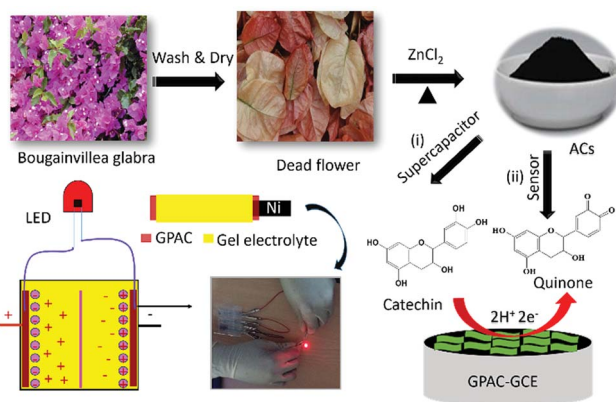 Wash & Dry
ZnCl2
Bougainvillea glabra
Dead flower
ACs
(i)
Supercapacitor
(ii)
Sensor
LED
Ni
GPAC
Gel electrolyte
OH
OH
HO
O
OH
OH
Catechin
O
O
HO
O
OH
OH
Quinone
2H+ 2e-
GPAC-GCE
+
-